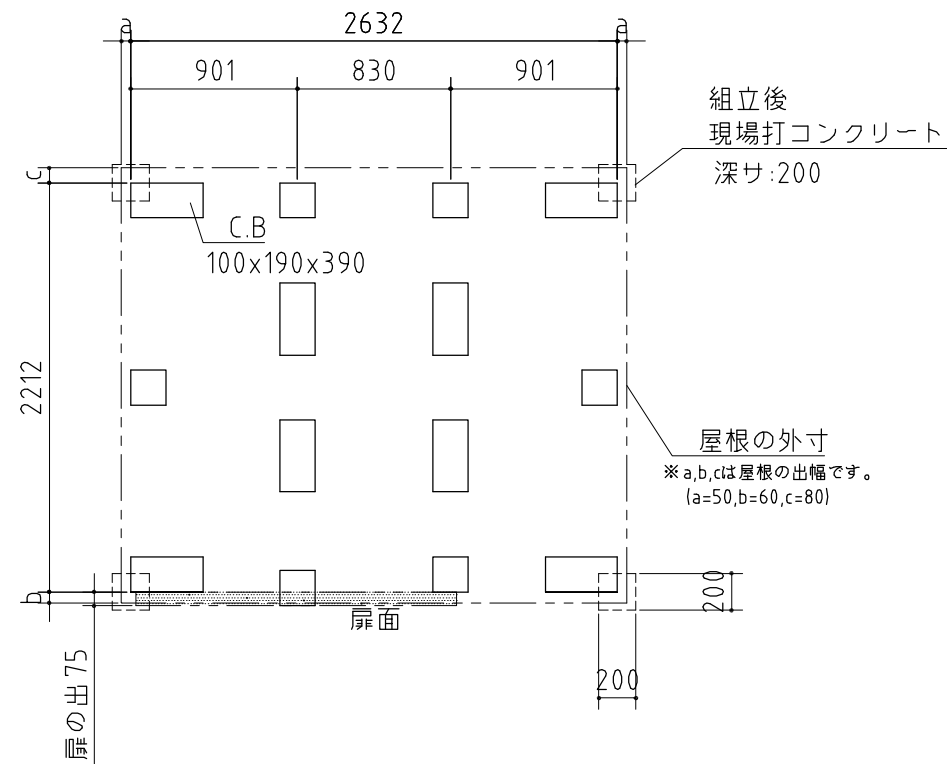 a
2632
a
901
830
901
組立後
現場打コンクリート
深サ:200
c
C.B
100x190x390
2212
屋根の外寸
※a,b,cは屋根の出幅です。
(a=50,b=60,c=80)
b
扉面
200
200
扉の出 75